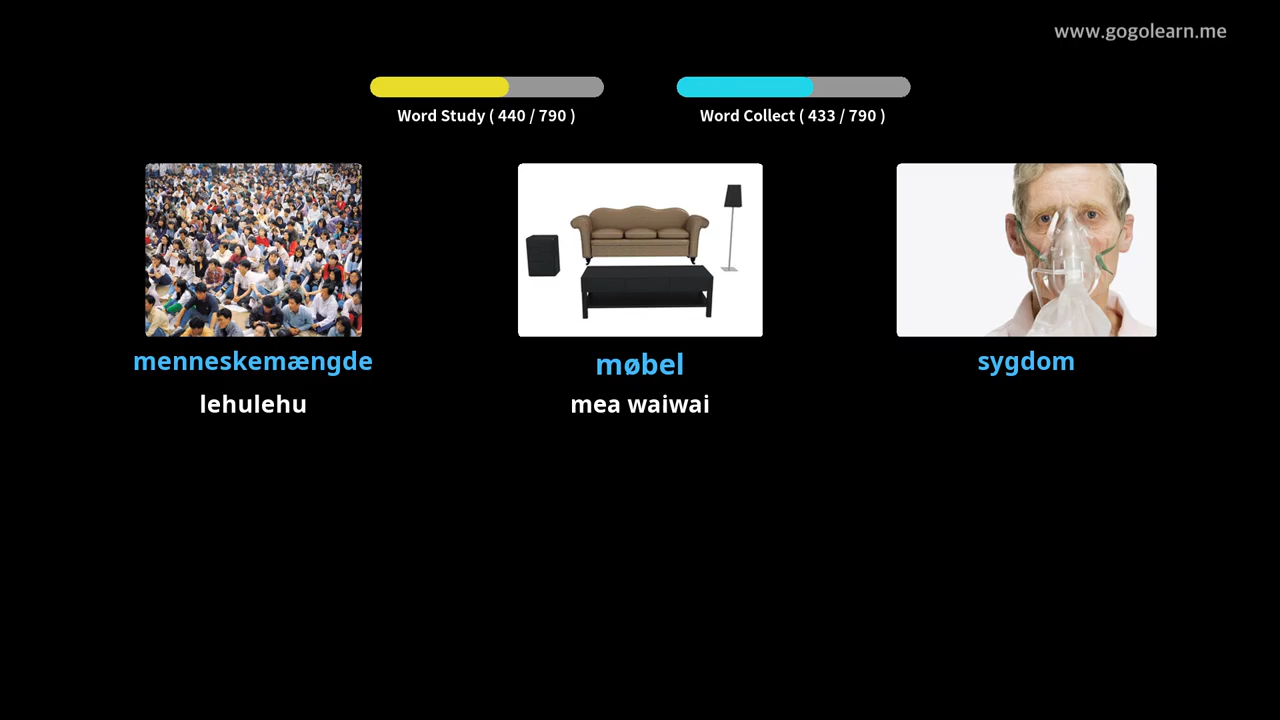 www.gogolearn.me
Word Study ( 440 / 790 )
Word Collect ( 433 / 790 )
menneskemængde
møbel
sygdom
lehulehu
mea waiwai